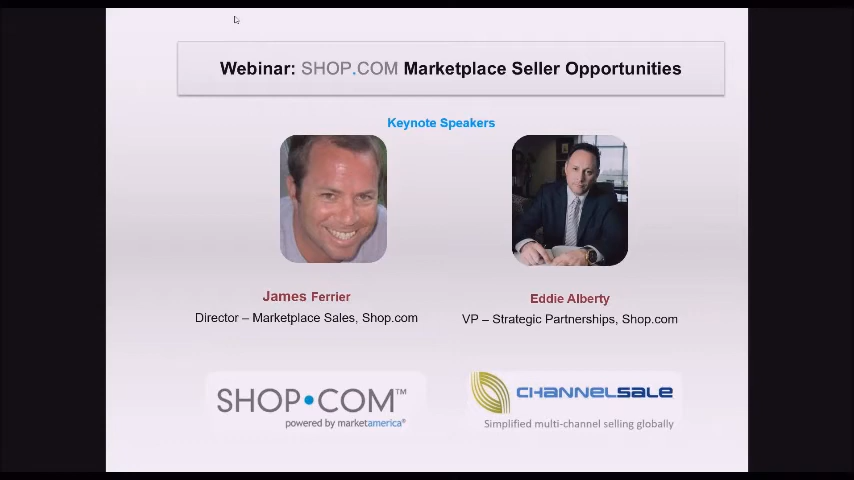 Webinar: SHOP.COM Marketplace Seller Opportunities
Keynote Speakers
James Ferrier
Director – Marketplace Sales, Shop.com
Eddie Alberty
VP – Strategic Partnerships, Shop.com
SHOP•COM™
powered by marketamerica®
CHANNELSALE
Simplified multi-channel selling globally